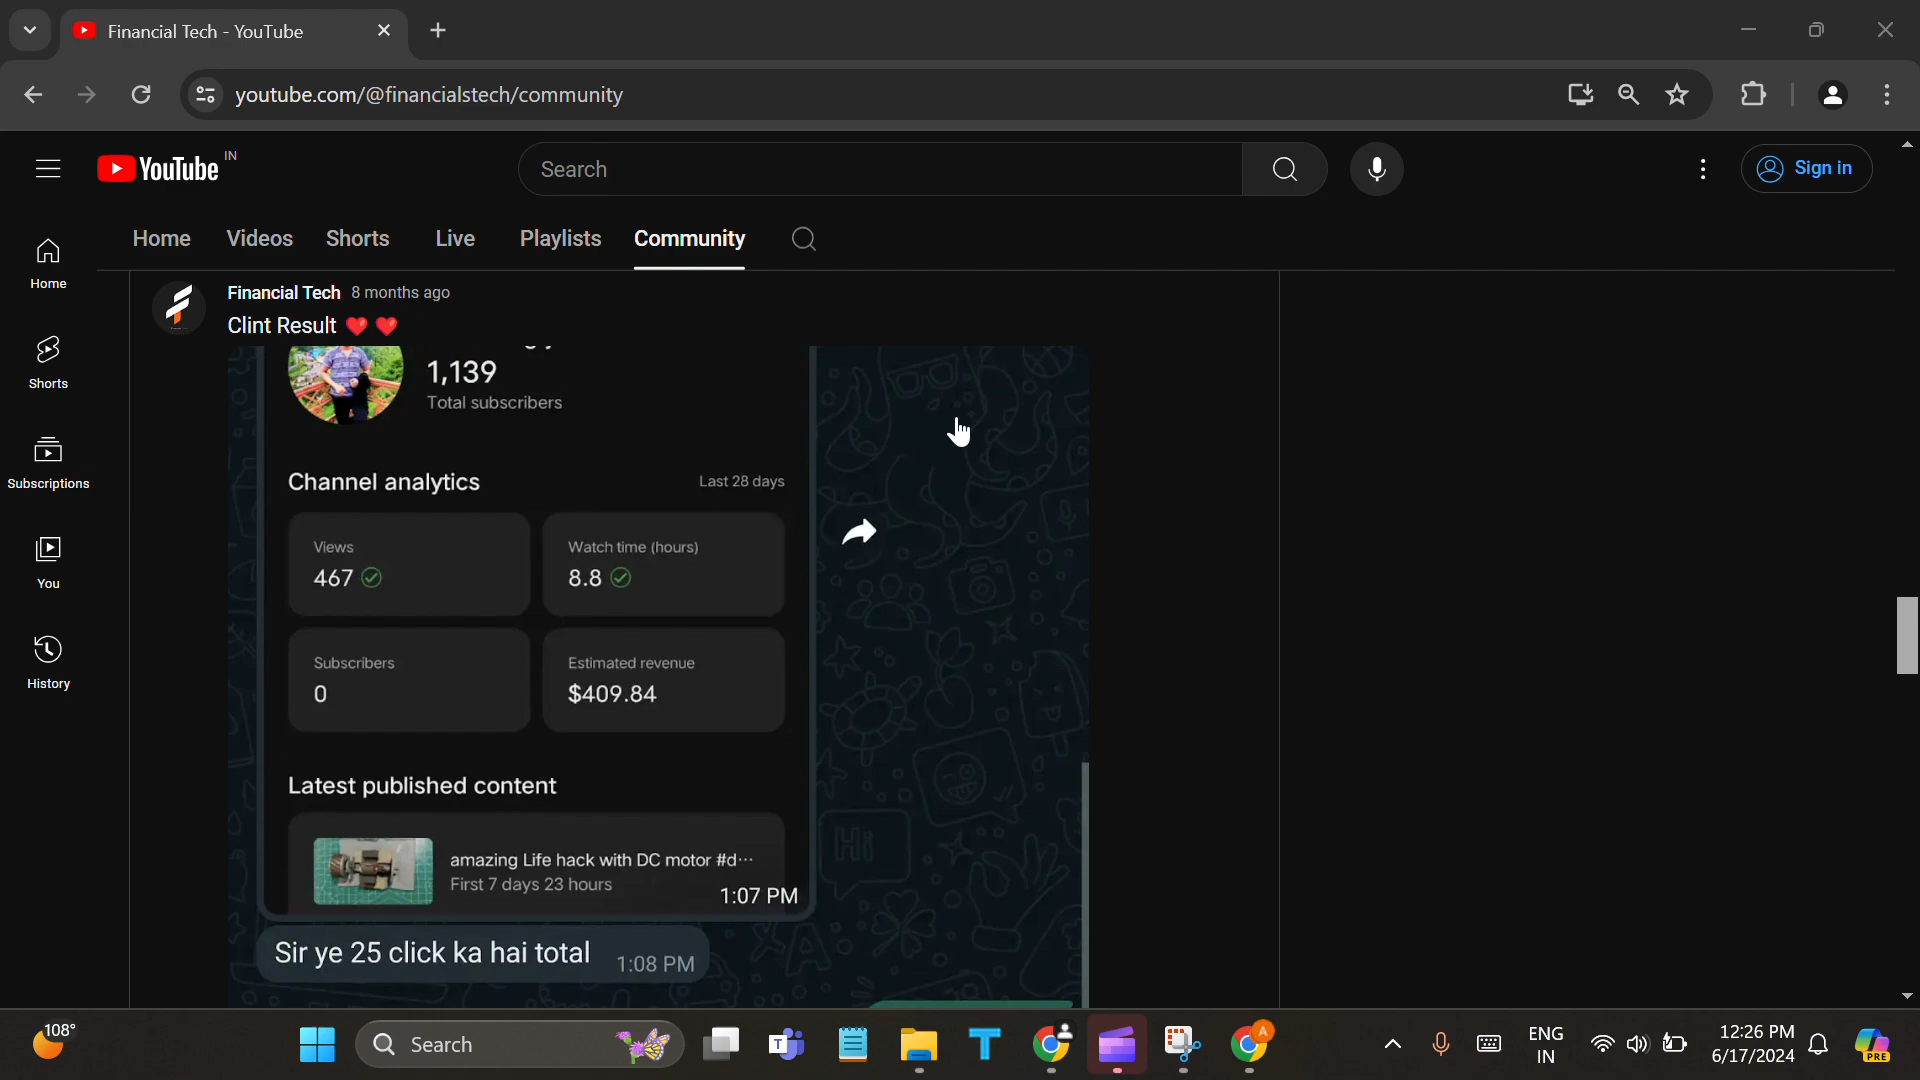 Financial Tech - YouTube
youtube.com/@financialstech/community
YouTube IN
Search
Sign in
Home Videos Shorts Live Playlists Community
Home
Shorts
Subscriptions
You
History
Financial Tech 8 months ago
Clint Result ❤️ ❤️
1,139
Total subscribers
Channel analytics Last 28 days
Views
467
Watch time (hours)
8.8
Subscribers
0
Estimated revenue
$409.84
Latest published content
amazing Life hack with DC motor #d···
First 7 days 23 hours
1:07 PM
Sir ye 25 click ka hai total 1:08 PM
108°
Search
ENG
IN
12:26 PM
6/17/2024
PRE